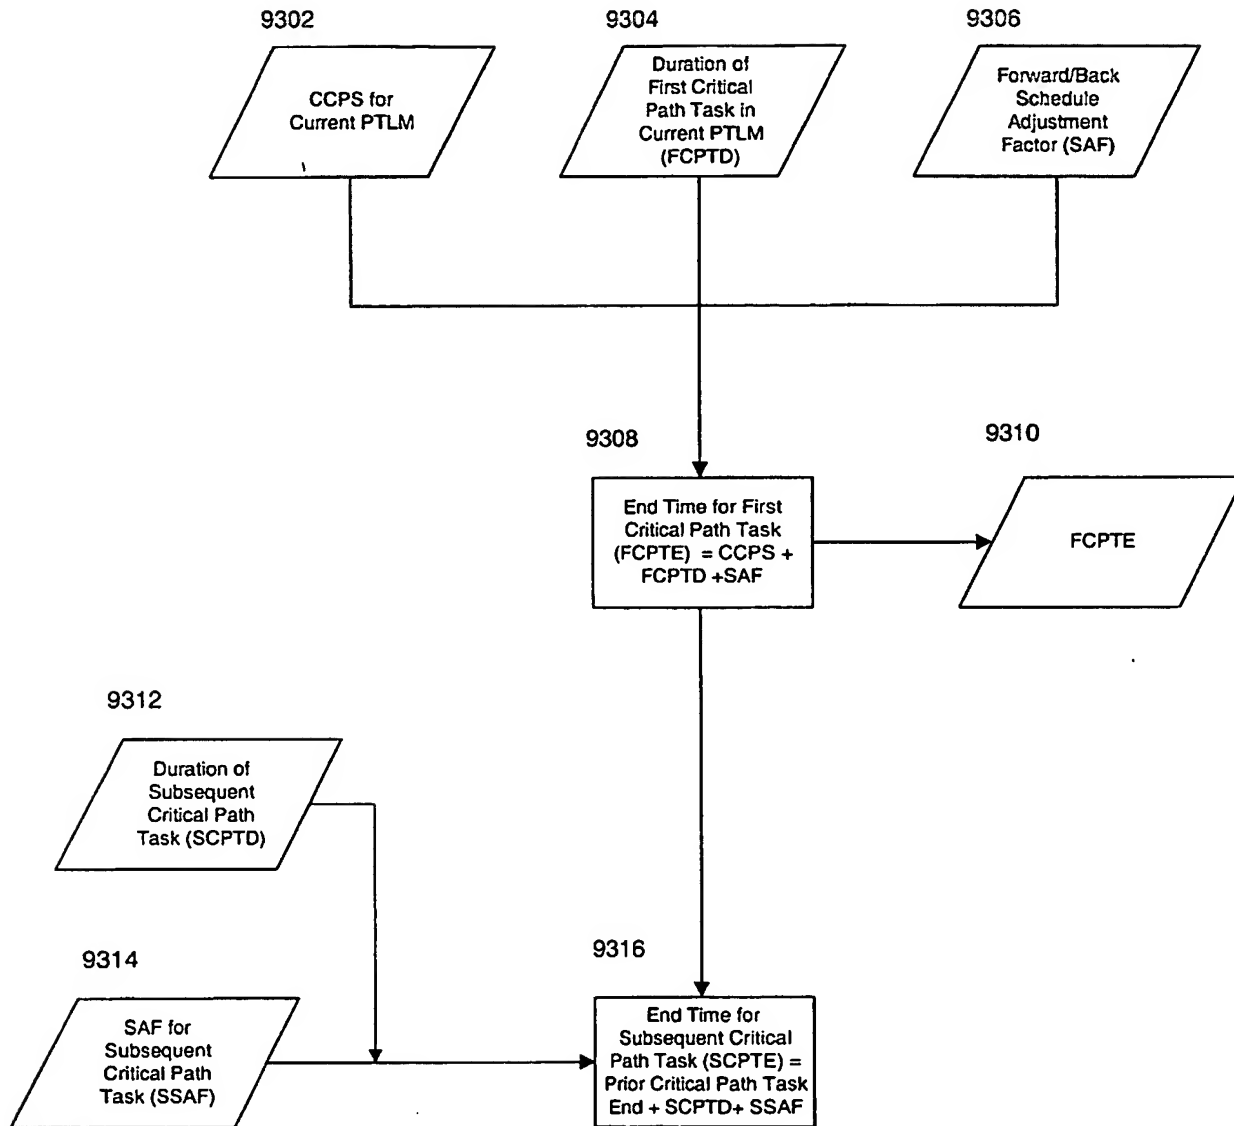 9302
9304
9306
CCPS for
Current PTLM
Duration of
First Critical
Path Task in
Current PTLM
(FCPTD)
Forward/Back
Schedule
Adjustment
Factor (SAF)
9308
9310
End Time for First
Critical Path Task
(FCPTE) = CCPS +
FCPTD +SAF
FCPTE
9312
Duration of
Subsequent
Critical Path
Task (SCPTD)
9314
9316
SAF for
Subsequent
Critical Path
Task (SSAF)
End Time for
Subsequent Critical
Path Task (SCPTE) =
Prior Critical Path Task
End + SCPTD+ SSAF